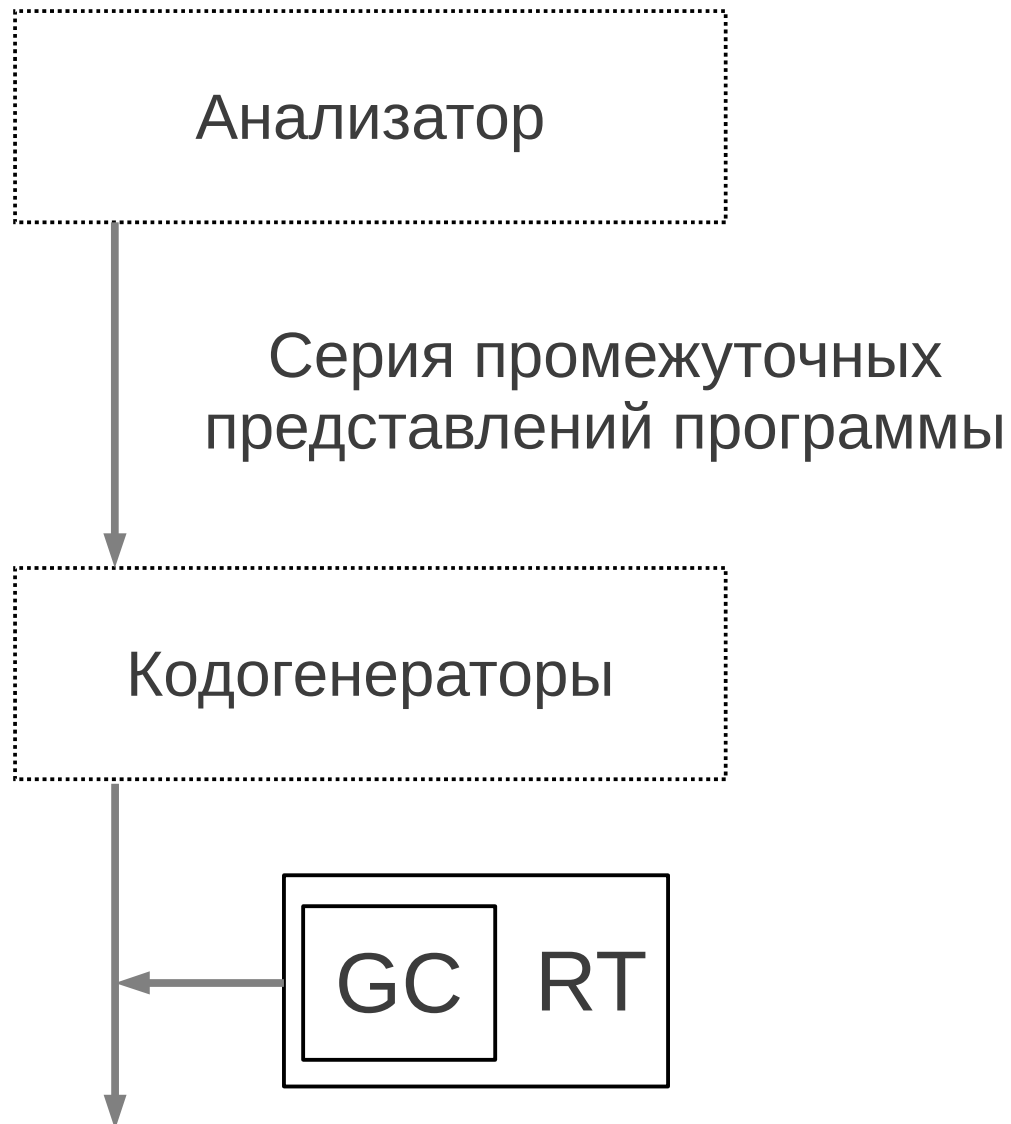 Анализатор
Серия промежуточных
представлений программы
Кодогенераторы
GC RT